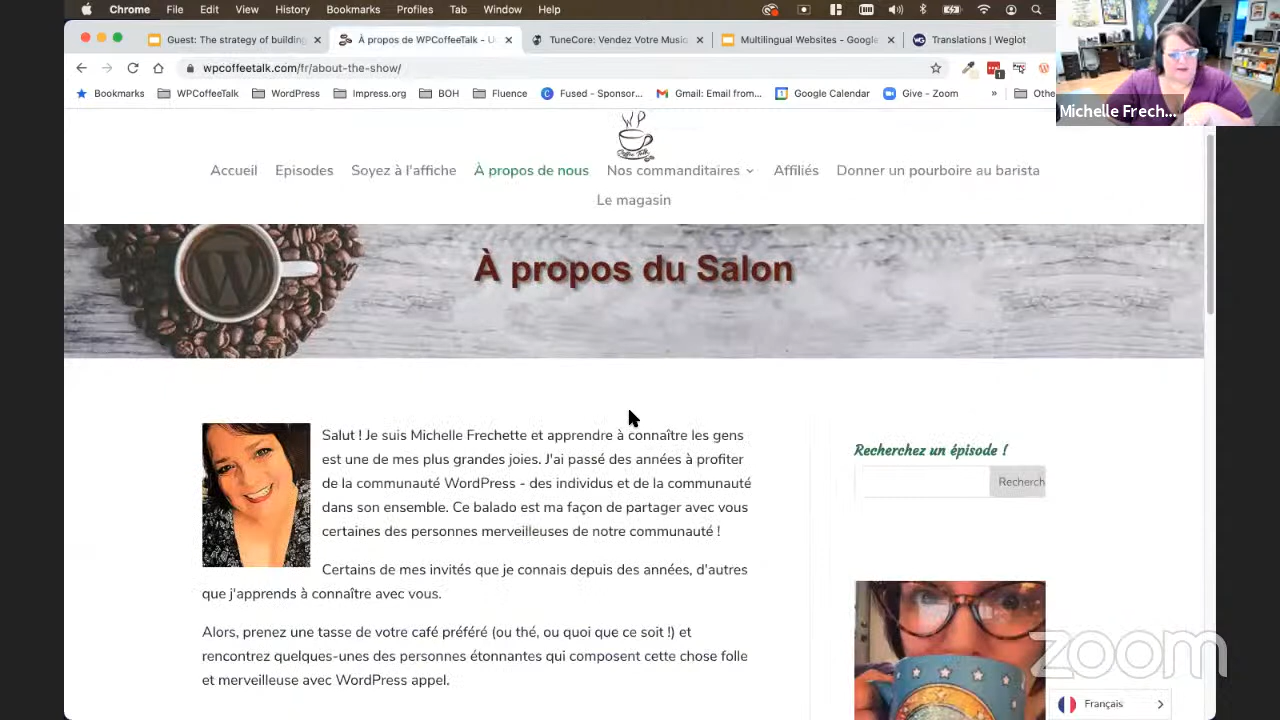 Chrome File Edit View History Bookmarks Profiles Tab Window Help
Guest: The strategy of building
À propos de WPCoffeeTalk - Un
Structure: Vendez Votre Music
Multilingual Websites - Google
Translations | Weglot
wpcoffeetalk.com/fr/about-the-show/
Bookmarks WPCoffeeTalk WordPress Impress.org BOH Fluence Fused - Sponsor... Gmail: Email from... Google Calendar Give - Zoom » Othe
Michelle Frech...
WP
Coffee Talk
Accueil Episodes Soyez à l'affiche À propos de nous Nos commanditaires Affiliés Donner un pourboire au barista
Le magasin
À propos du Salon
Salut ! Je suis Michelle Frechette et apprendre à connaître les gens
est une de mes plus grandes joies. J'ai passé des années à profiter
de la communauté WordPress - des individus et de la communauté
dans son ensemble. Ce balado est ma façon de partager avec vous
certaines des personnes merveilleuses de notre communauté !
Certains de mes invités que je connais depuis des années, d'autres
que j'apprends à connaître avec vous.
Alors, prenez une tasse de votre café préféré (ou thé, ou quoi que ce soit !) et
rencontrez quelques-unes des personnes étonnantes qui composent cette chose folle
et merveilleuse avec WordPress appel.
Recherchez un épisode !
Recherch
zoom
Français